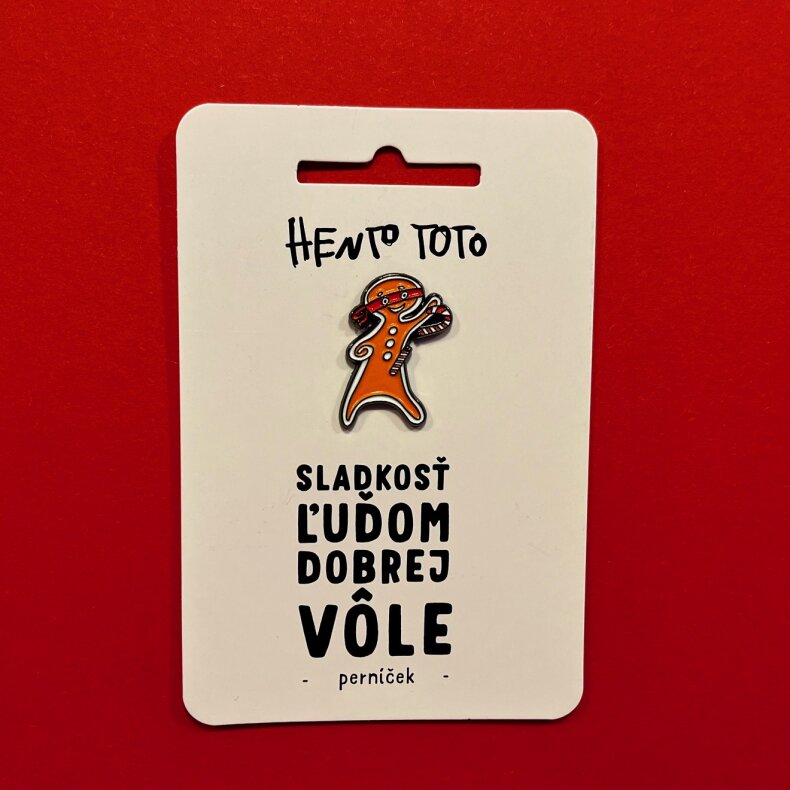 HENTO TOTO
SLADKOSŤ
ĽUĎOM
DOBREJ
VÔLE
- perníček -